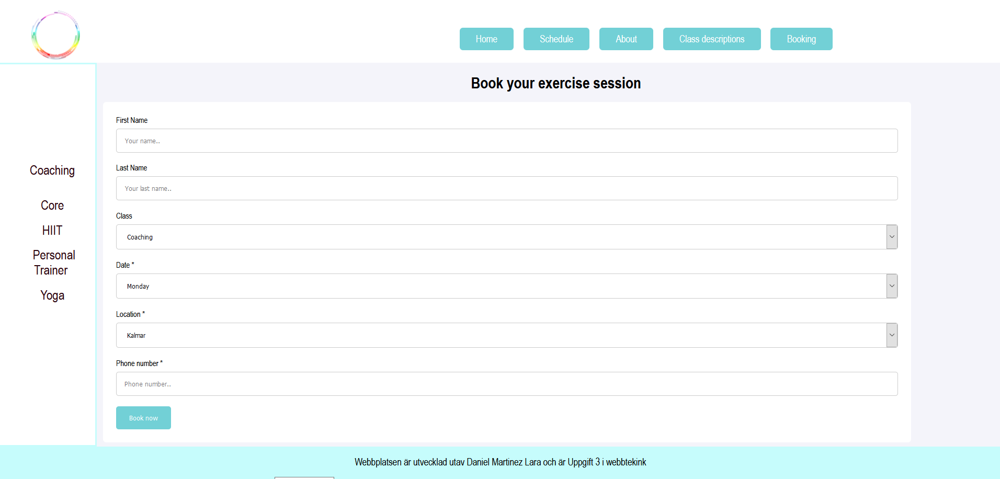 Home
Schedule
About
Class descriptions
Booking
Book your exercise session
Coaching
Core
HIIT
Personal
Trainer
Yoga
First Name
Your name..
Last Name
Your last name..
Class
Coaching
Date *
Monday
Location *
Kalmar
Phone number *
Phone number..
Book now
Webbplatsen är utvecklad utav Daniel Martinez Lara och är Uppgift 3 i webbtekink